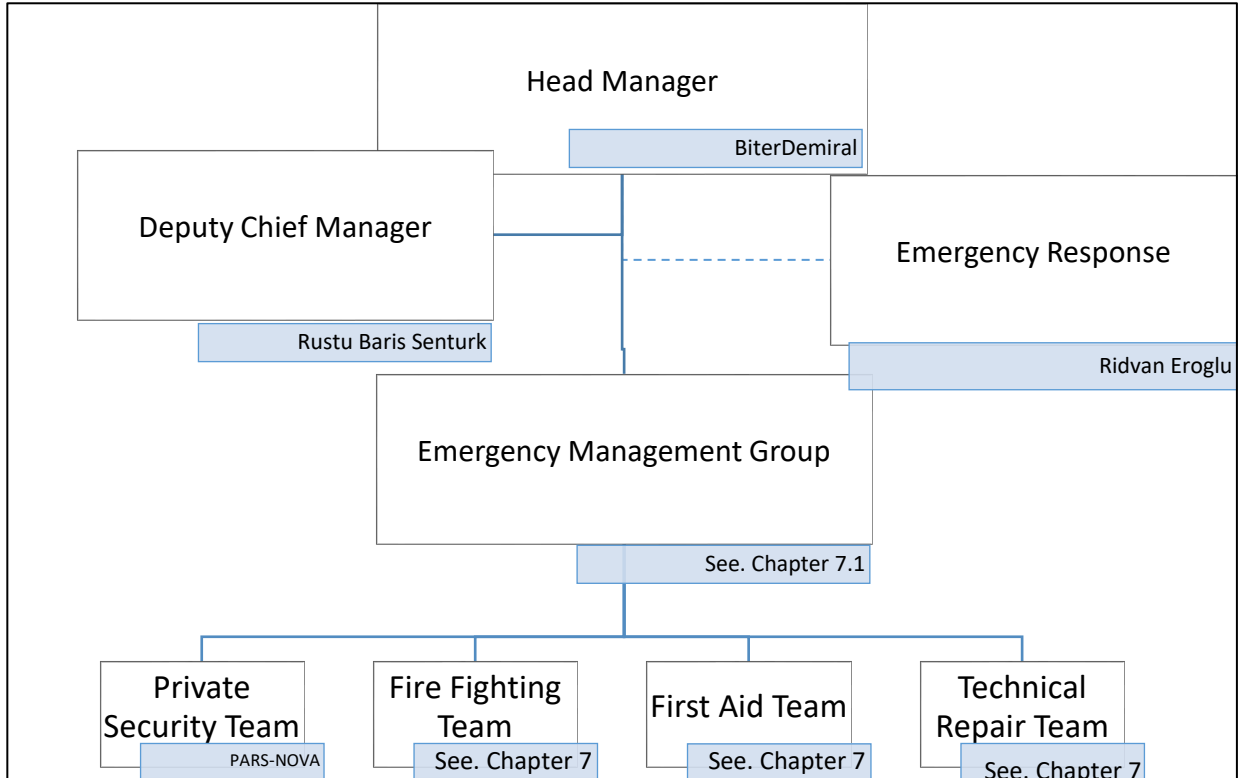 Head Manager
BiterDemiral
Deputy Chief Manager
Rustu Baris Senturk
Emergency Response
Ridvan Eroglu
Emergency Management Group
See. Chapter 7.1
Private
Security Team
PARS-NOVA
Fire Fighting
Team
See. Chapter 7
First Aid Team
See. Chapter 7
Technical
Repair Team
See. Chapter 7